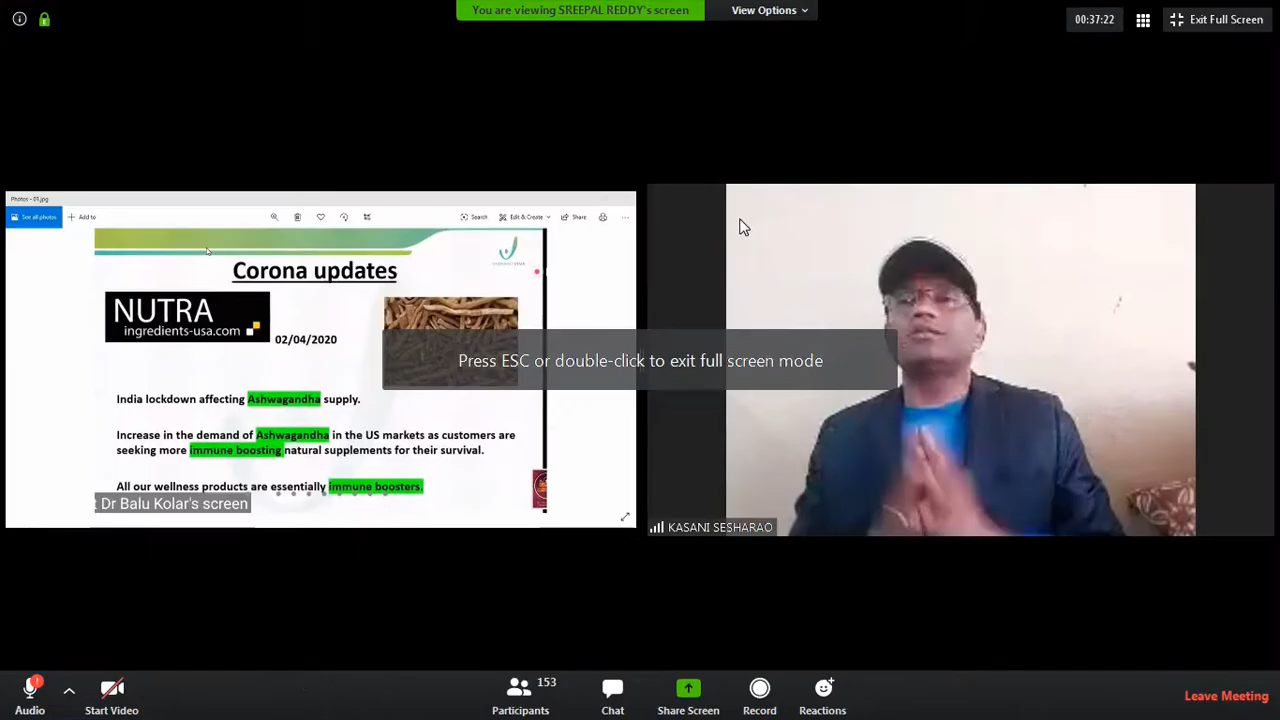 You are viewing SREEPAL REDDY's screen
View Options
00:37:22
Exit Full Screen
Photos - 01.jpg
See all photos
Add to
Search
Edit & Create
Share
Corona updates
NUTRA
ingredients-usa.com
02/04/2020
Press ESC or double-click to exit full screen mode
India lockdown affecting Ashwagandha supply.
Increase in the demand of Ashwagandha in the US markets as customers are
seeking more immune boosting natural supplements for their survival.
All our wellness products are essentially immune boosters.
Dr Balu Kolar's screen
KASANI SESHARAO
Audio
Start Video
Participants
153
Chat
Share Screen
Record
Reactions
Leave Meeting